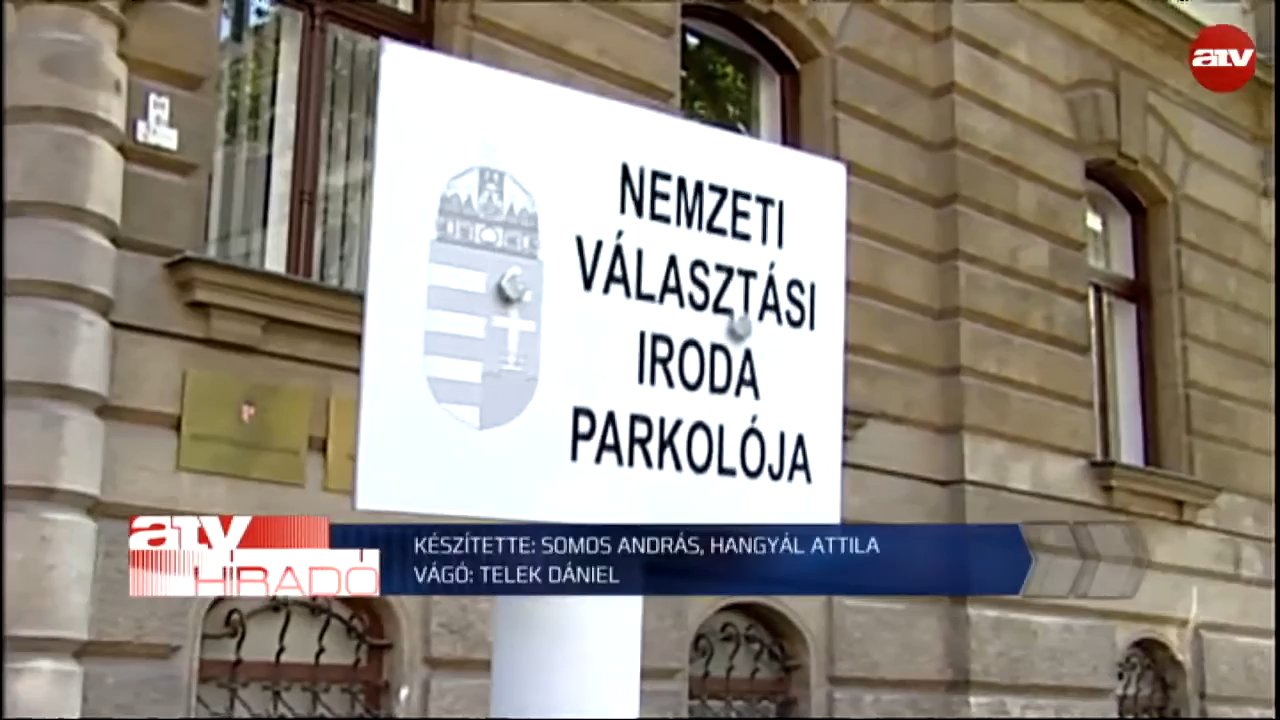 atv
NEMZETI
VÁLASZTÁSI
IRODA
PARKOLÓJA
atv
HÍRADÓ
KÉSZÍTETTE: SOMOS ANDRÁS, HANGYÁL ATTILA
VÁGÓ: TELEK DÁNIEL